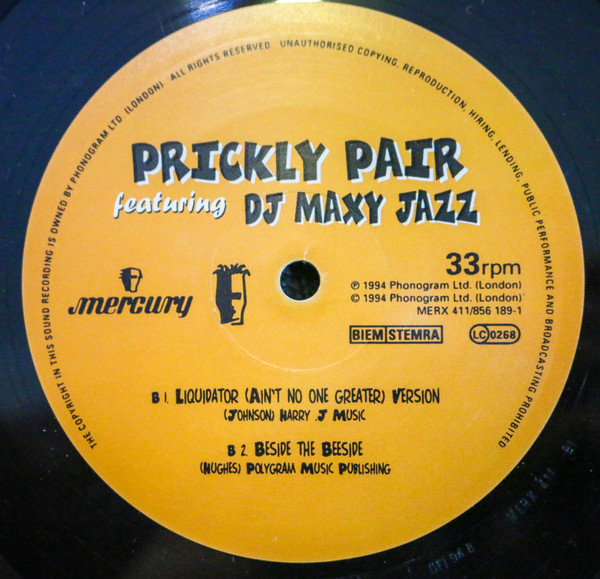 THE COPYRIGHT IN THIS SOUND RECORDING IS OWNED BY PHONOGRAM LTD. (LONDON). ALL RIGHTS RESERVED UNAUTHORISED COPYING, REPRODUCTION, HIRING, LENDING, PUBLIC PERFORMANCE AND BROADCASTING PROHIBITED
PRICKLY PAIR
featuring DJ MAXY JAZZ
33rpm
℗ 1994 Phonogram Ltd. (London)
© 1994 Phonogram Ltd. (London)
MERX 411/856 189-1
mercury
BIEM STEMRA
LC 0268
B 1. LIQUIDATOR (AIN'T NO ONE GREATER) VERSION
(JOHNSON) HARRY J MUSIC
B 2. BESIDE THE BEESIDE
(HUGHES) POLYGRAM MUSIC PUBLISHING
MERX 411 B1